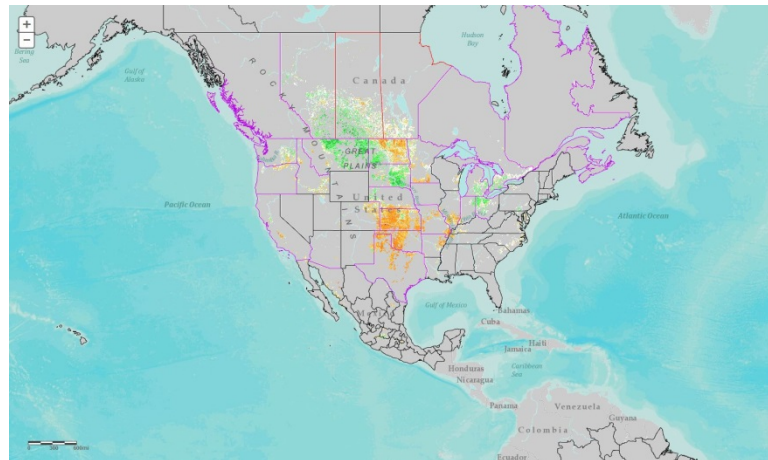 +
−
Bering
Sea
Gulf of
Alaska
Hudson
Bay
Canada
ROCKY MOUNTAINS
GREAT
PLAINS
United
States
Pacific Ocean
Atlantic Ocean
Gulf of Mexico
Bahamas
Cuba
Haiti
Jamaica
Caribbean
Sea
Honduras
Nicaragua
Panama
Venezuela
Guyana
Colombia
Ecuador